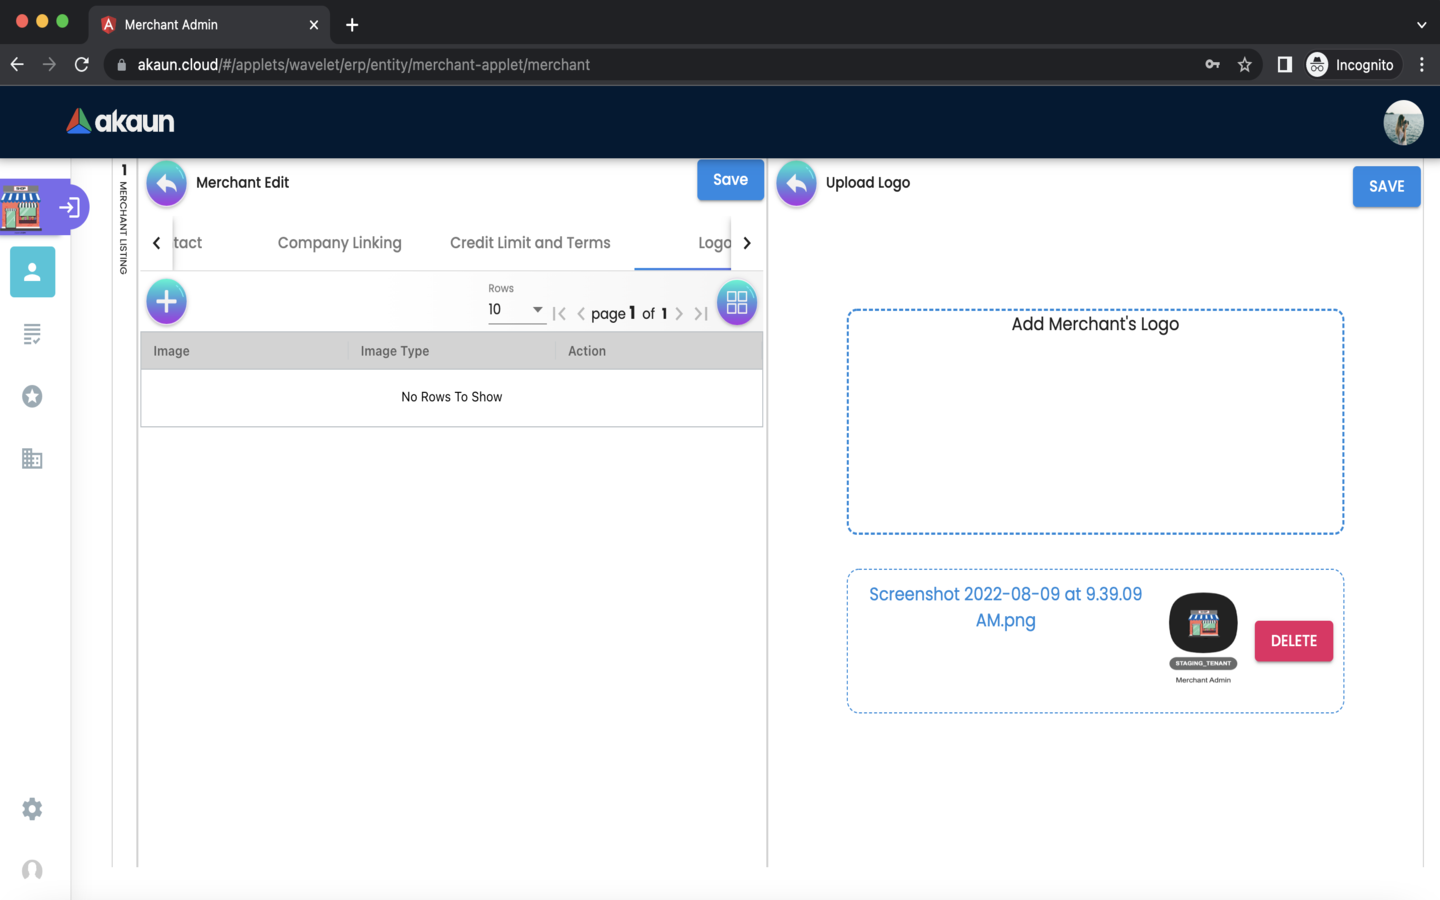 Merchant Admin
akaun.cloud/#/applets/wavelet/erp/entity/merchant-applet/merchant
Incognito
akaun
SHOP
1
MERCHANT LISTING
Merchant Edit
Save
tact
Company Linking
Credit Limit and Terms
Logo
Rows
10
page 1 of 1
Image
Image Type
Action
No Rows To Show
Upload Logo
SAVE
Add Merchant's Logo
Screenshot 2022-08-09 at 9.39.09
AM.png
SHOP
STAGING_TENANT
Merchant Admin
DELETE